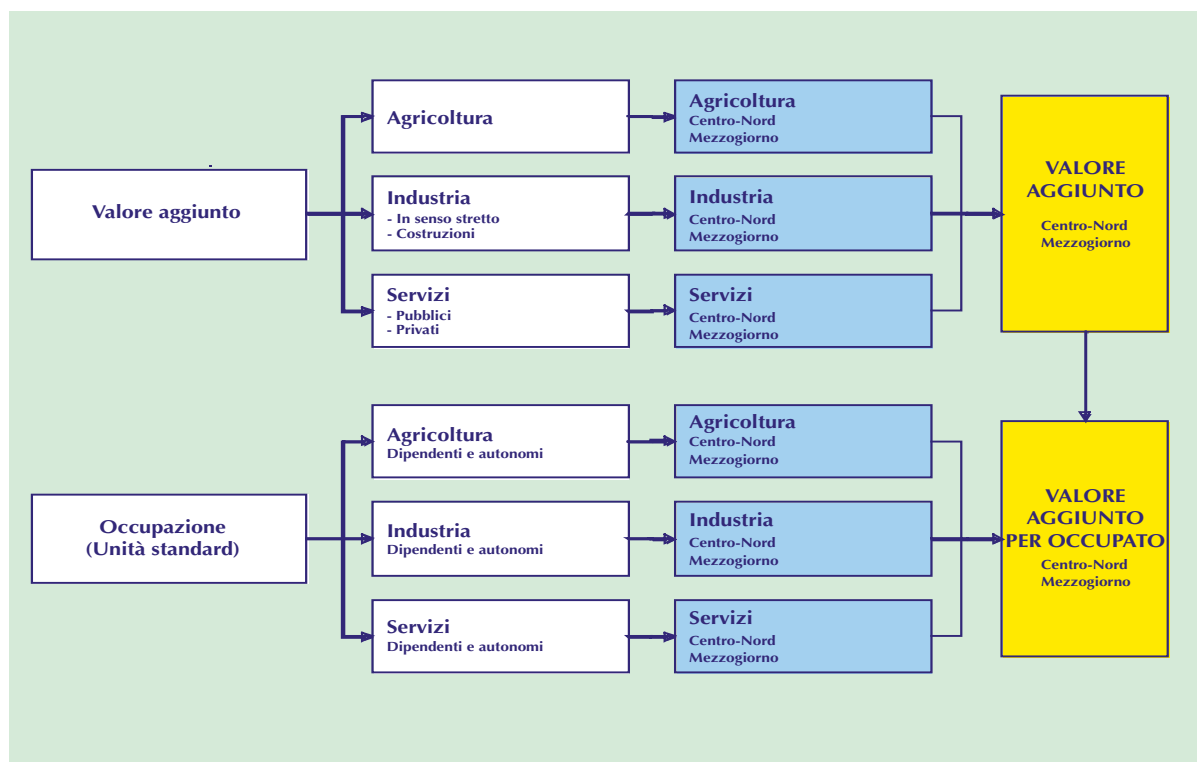 Valore aggiunto
Agricoltura
Industria
- In senso stretto
- Costruzioni
Servizi
- Pubblici
- Privati
Agricoltura
Centro-Nord
Mezzogiorno
Industria
Centro-Nord
Mezzogiorno
Servizi
Centro-Nord
Mezzogiorno
VALORE
AGGIUNTO
Centro-Nord
Mezzogiorno
Occupazione
(Unità standard)
Agricoltura
Dipendenti e autonomi
Industria
Dipendenti e autonomi
Servizi
Dipendenti e autonomi
Agricoltura
Centro-Nord
Mezzogiorno
Industria
Centro-Nord
Mezzogiorno
Servizi
Centro-Nord
Mezzogiorno
VALORE
AGGIUNTO
PER OCCUPATO
Centro-Nord
Mezzogiorno